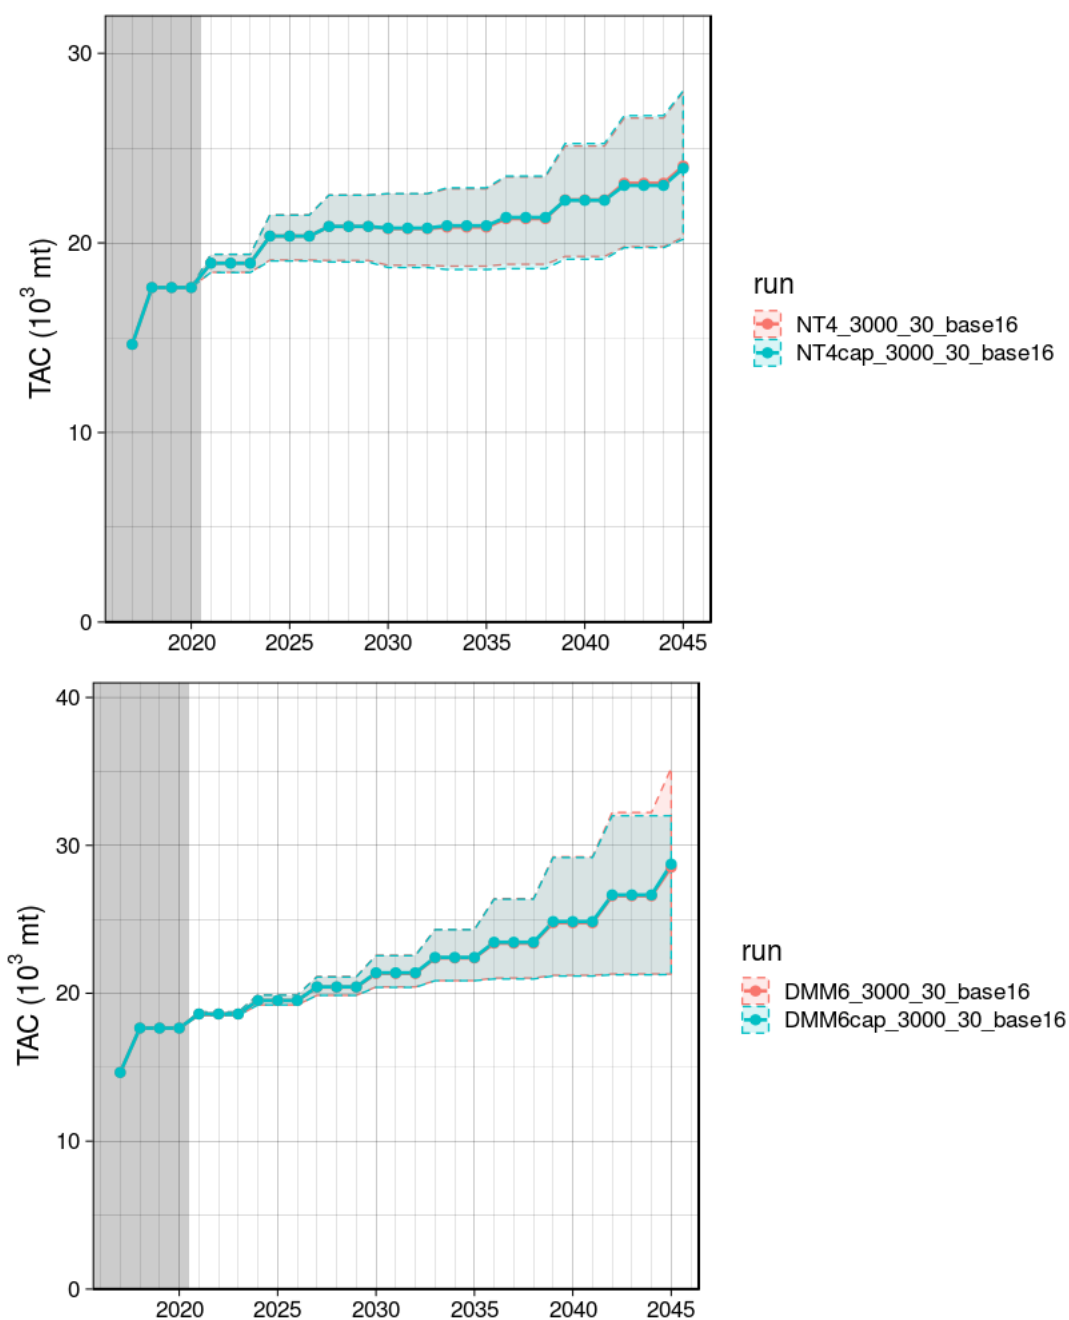 30
20
10
0
TAC (10³ mt)
2020 2025 2030 2035 2040 2045
run
NT4_3000_30_base16
NT4cap_3000_30_base16
40
30
20
10
0
TAC (10³ mt)
2020 2025 2030 2035 2040 2045
run
DMM6_3000_30_base16
DMM6cap_3000_30_base16